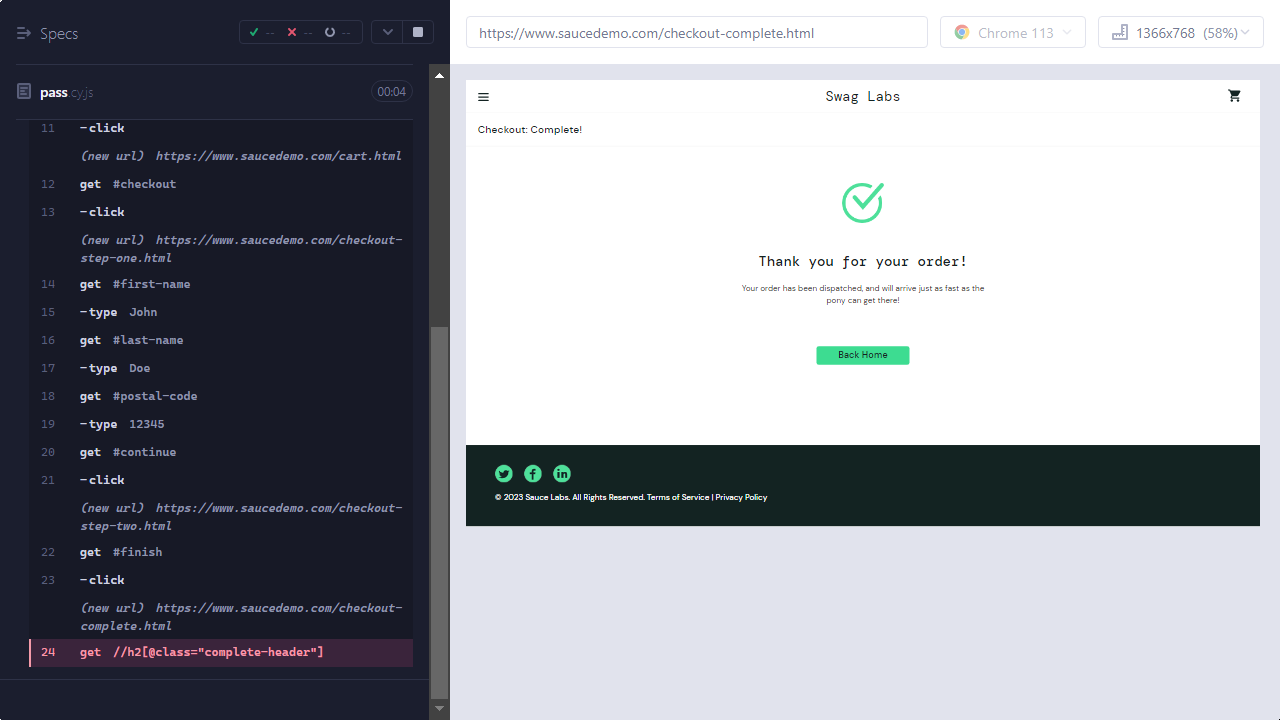 Specs
--
--
--
https://www.saucedemo.com/checkout-complete.html
Chrome 113
1366x768 (58%)
pass.cy.js
00:04
11 -click
(new url) https://www.saucedemo.com/cart.html
12 get #checkout
13 -click
(new url) https://www.saucedemo.com/checkout-
step-one.html
14 get #first-name
15 -type John
16 get #last-name
17 -type Doe
18 get #postal-code
19 -type 12345
20 get #continue
21 -click
(new url) https://www.saucedemo.com/checkout-
step-two.html
22 get #finish
23 -click
(new url) https://www.saucedemo.com/checkout-
complete.html
24 get //h2[@class="complete-header"]
Swag Labs
Checkout: Complete!
Thank you for your order!
Your order has been dispatched, and will arrive just as fast as the
pony can get there!
Back Home
© 2023 Sauce Labs. All Rights Reserved. Terms of Service | Privacy Policy